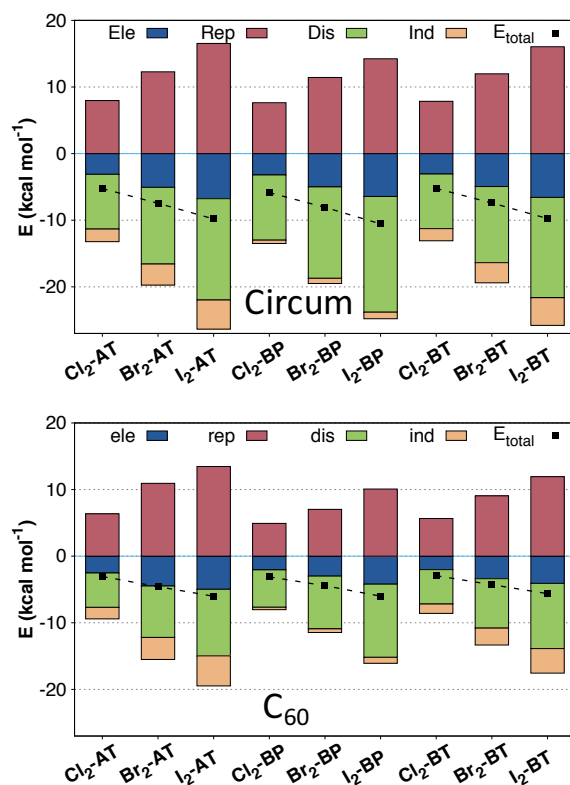 Ele Rep Dis Ind E_total
20
10
0
-10
-20
E (kcal mol⁻¹)
Circum
Cl₂-AT Br₂-AT I₂-AT Cl₂-BP Br₂-BP I₂-BP Cl₂-BT Br₂-BT I₂-BT
ele rep dis ind E_total
20
10
0
-10
-20
E (kcal mol⁻¹)
C₆₀
Cl₂-AT Br₂-AT I₂-AT Cl₂-BP Br₂-BP I₂-BP Cl₂-BT Br₂-BT I₂-BT